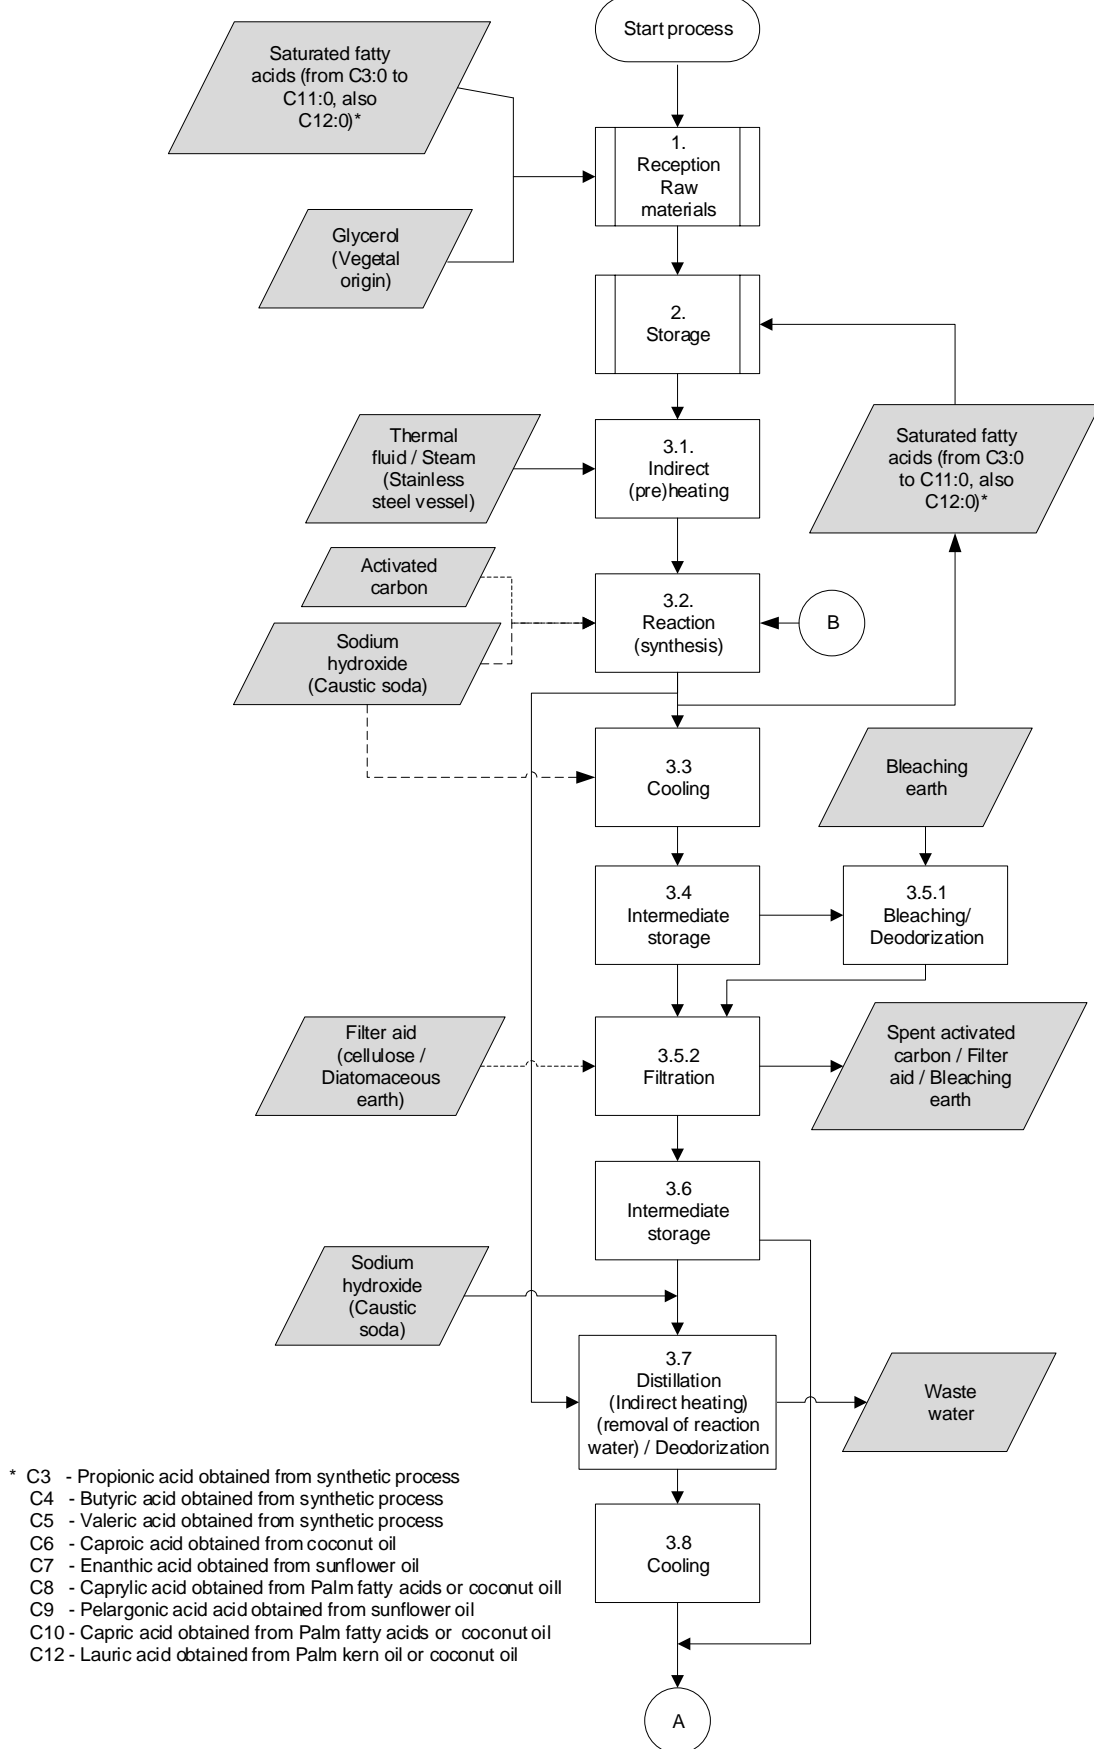 Start process
Saturated fatty
acids (from C3:0 to
C11:0, also
C12:0)*
1.
Reception
Raw
materials
Glycerol
(Vegetal
origin)
2.
Storage
Thermal
fluid / Steam
(Stainless
steel vessel)
3.1.
Indirect
(pre)heating
Saturated fatty
acids (from C3:0
to C11:0, also
C12:0)*
Activated
carbon
3.2.
Reaction
(synthesis)
B
Sodium
hydroxide
(Caustic soda)
3.3
Cooling
Bleaching
earth
3.4
Intermediate
storage
3.5.1
Bleaching/
Deodorization
Filter aid
(cellulose /
Diatomaceous
earth)
3.5.2
Filtration
Spent activated
carbon / Filter
aid / Bleaching
earth
3.6
Intermediate
storage
Sodium
hydroxide
(Caustic
soda)
3.7
Distillation
(Indirect heating)
(removal of reaction
water) / Deodorization
Waste
water
* C3 - Propionic acid obtained from synthetic process
C4 - Butyric acid obtained from synthetic process
C5 - Valeric acid obtained from synthetic process
C6 - Caproic acid obtained from coconut oil
C7 - Enanthic acid obtained from sunflower oil
C8 - Caprylic acid obtained from Palm fatty acids or coconut oill
C9 - Pelargonic acid acid obtained from sunflower oil
C10 - Capric acid obtained from Palm fatty acids or coconut oil
C12 - Lauric acid obtained from Palm kern oil or coconut oil
3.8
Cooling
A